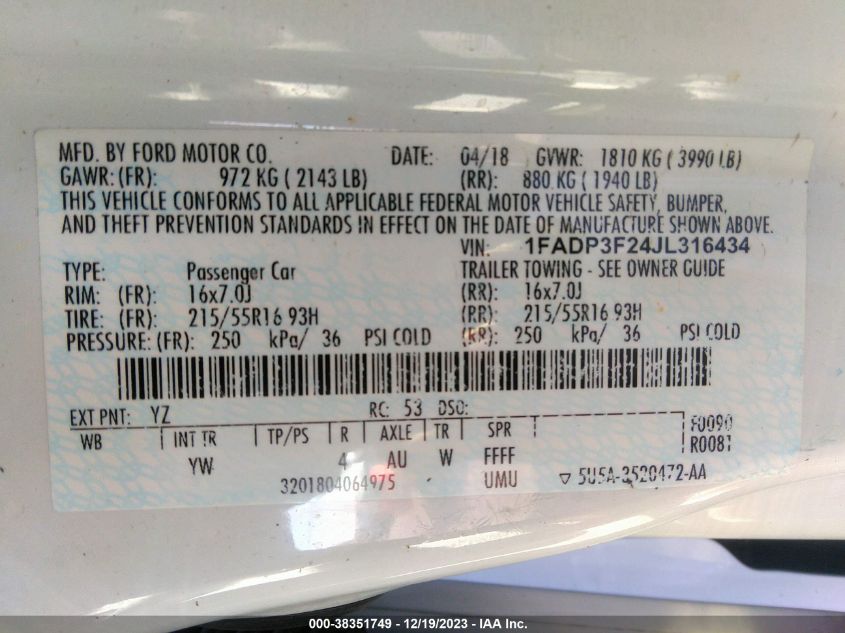 MFD. BY FORD MOTOR CO. DATE: 04/18 GVWR: 1810 KG ( 3990 LB)
GAWR: (FR): 972 KG ( 2143 LB) (RR): 880 KG ( 1940 LB)
THIS VEHICLE CONFORMS TO ALL APPLICABLE FEDERAL MOTOR VEHICLE SAFETY, BUMPER,
AND THEFT PREVENTION STANDARDS IN EFFECT ON THE DATE OF MANUFACTURE SHOWN ABOVE.
VIN: 1FADP3F24JL316434
TYPE: Passenger Car TRAILER TOWING - SEE OWNER GUIDE
RIM: (FR): 16x7.0J (RR): 16x7.0J
TIRE: (FR): 215/55R16 93H (RR): 215/55R16 93H
PRESSURE: (FR): 250 kPa/ 36 PSI COLD (RR): 250 kPa/ 36 PSI COLD
EXT PNT: YZ RC: 53 DSO: F0090
WB INT TR TP/PS R AXLE TR SPR R0081
YW 4 AU W FFFF
3201804064975 UMU ▽ 5U5A-3520472-AA
000-38351749 - 12/19/2023 - IAA Inc.